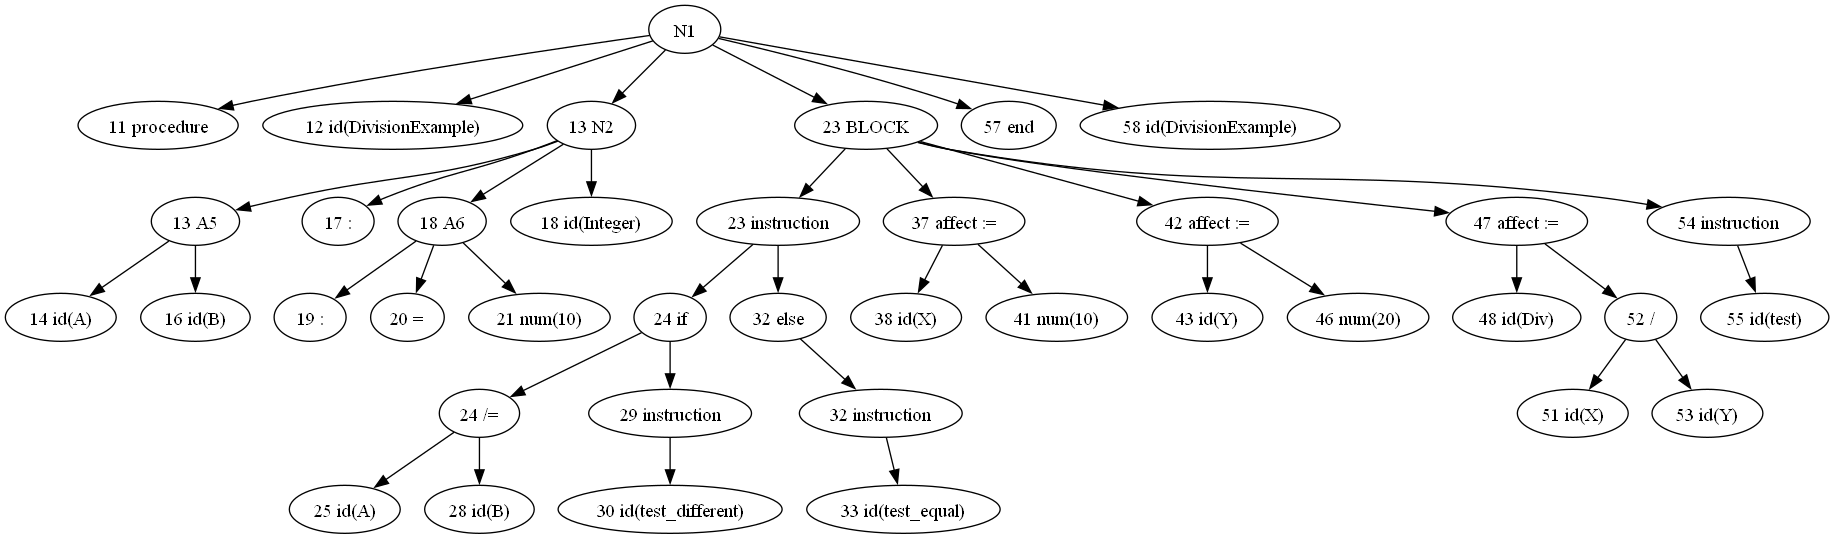 N1
11 procedure
12 id(DivisionExample)
13 N2
23 BLOCK
57 end
58 id(DivisionExample)
13 A5
17 :
18 A6
18 id(Integer)
23 instruction
37 affect :=
42 affect :=
47 affect :=
54 instruction
14 id(A)
16 id(B)
19 :
20 =
21 num(10)
24 if
32 else
38 id(X)
41 num(10)
43 id(Y)
46 num(20)
48 id(Div)
52 /
55 id(test)
24 /=
29 instruction
32 instruction
51 id(X)
53 id(Y)
25 id(A)
28 id(B)
30 id(test_different)
33 id(test_equal)